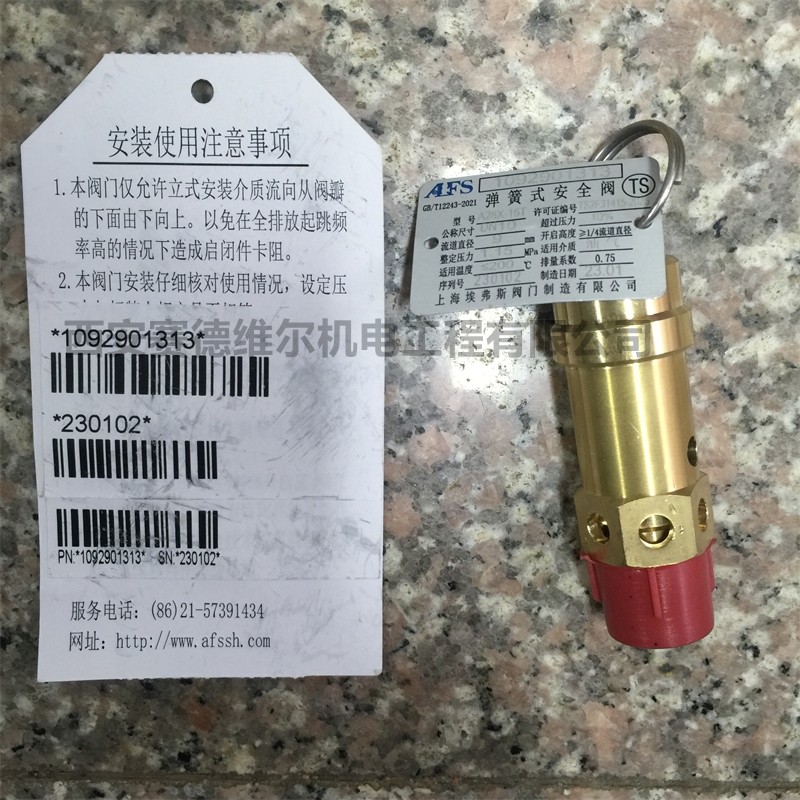 安装使用注意事项
1.本阀门仅允许立式安装介质流向从阀瓣
的下面由下向上。以免在全排放起跳频
率高的情况下造成启闭件卡阻。
2.本阀门安装仔细核对使用情况，设定压
*1092901313*
*230102*
PN:*1092901313* SN:*230102*
服务电话：(86)21-57391434
网址：http://www.afssh.com
AFS 1092901313
GB/T12243-2021 弹簧式安全阀 TS
型号 许可证编号
公称尺寸 DN10 超过压力 10%
流道直径 9 mm 开启高度 ≥1/4流道直径
整定压力 MPa 适用介质
适用温度 ≤200 ℃ 排量系数 0.75
序列号 230102 制造日期 23.01
上海埃弗斯阀门制造有限公司
西安赛德维尔机电工程有限公司